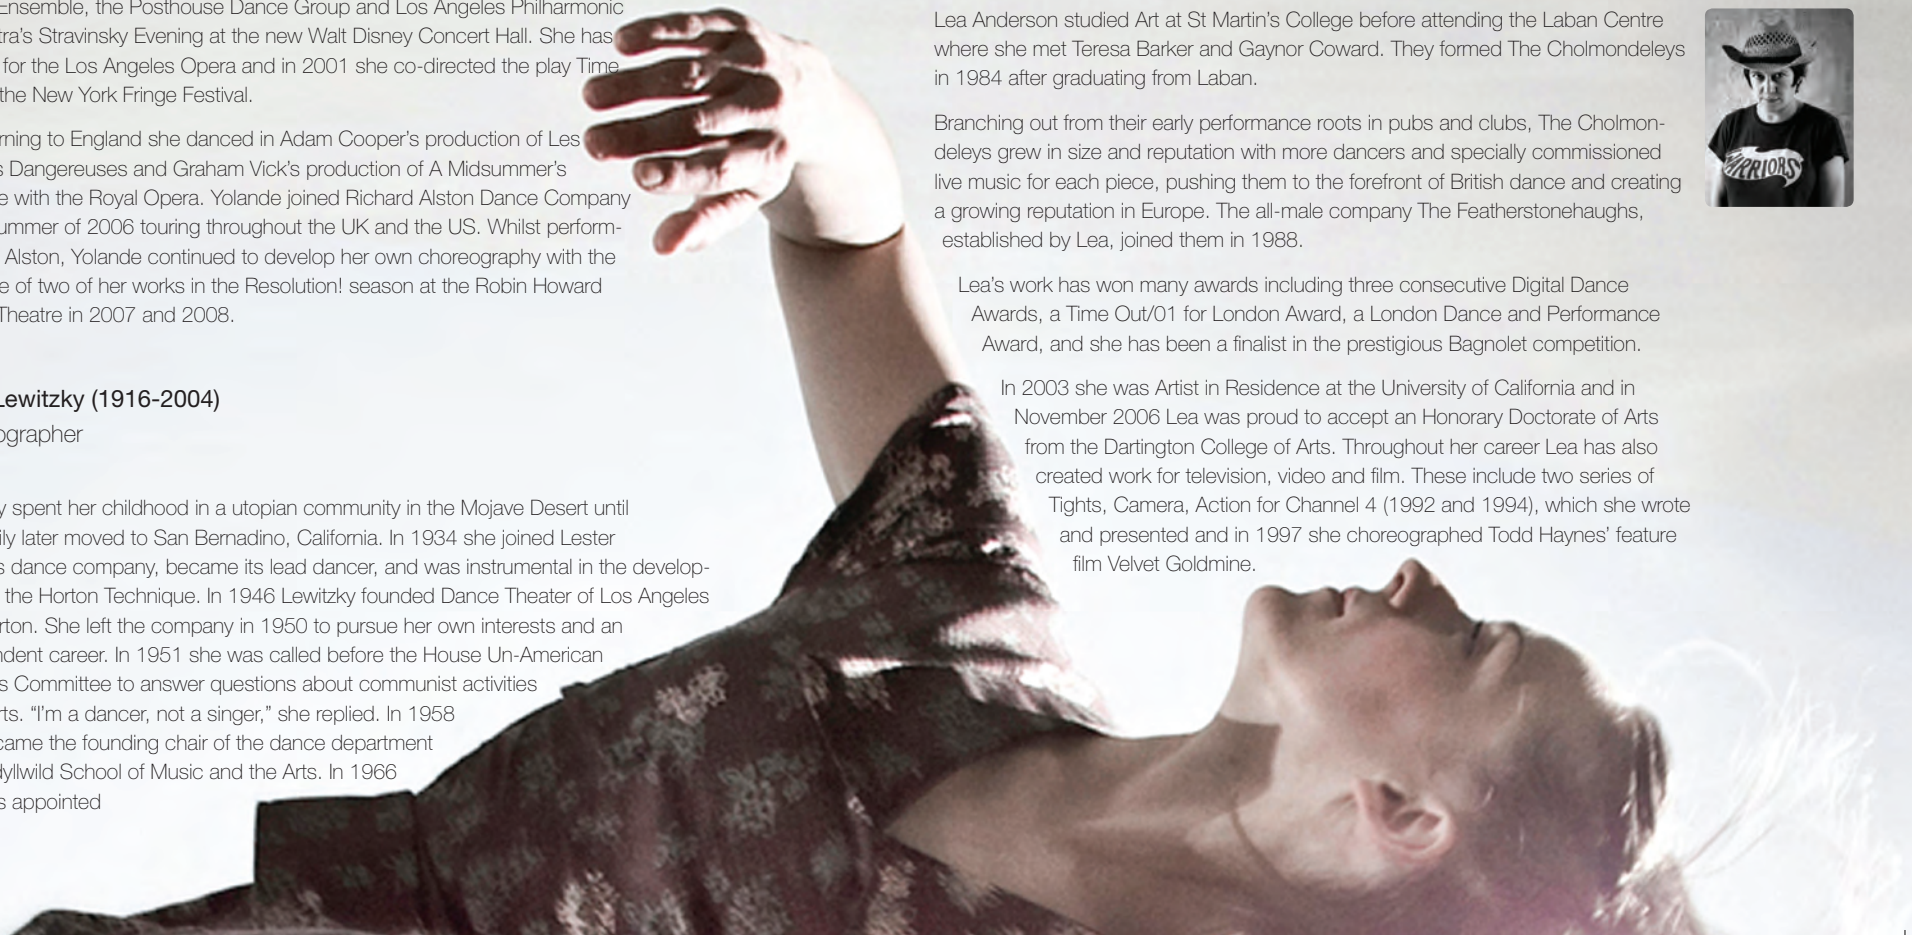 Ensemble, the Posthouse Dance Group and Los Angeles Philharmonic
tra's Stravinsky Evening at the new Walt Disney Concert Hall. She has
for the Los Angeles Opera and in 2001 she co-directed the play Time
the New York Fringe Festival.
rning to England she danced in Adam Cooper's production of Les
s Dangereuses and Graham Vick's production of A Midsummer's
e with the Royal Opera. Yolande joined Richard Alston Dance Company
ummer of 2006 touring throughout the UK and the US. Whilst perform-
Alston, Yolande continued to develop her own choreography with the
e of two of her works in the Resolution! season at the Robin Howard
Theatre in 2007 and 2008.
Lewitzky (1916-2004)
ographer
y spent her childhood in a utopian community in the Mojave Desert until
ily later moved to San Bernadino, California. In 1934 she joined Lester
s dance company, became its lead dancer, and was instrumental in the develop-
the Horton Technique. In 1946 Lewitzky founded Dance Theater of Los Angeles
rton. She left the company in 1950 to pursue her own interests and an
ndent career. In 1951 she was called before the House Un-American
s Committee to answer questions about communist activities
rts. “I'm a dancer, not a singer,” she replied. In 1958
came the founding chair of the dance department
dyllwild School of Music and the Arts. In 1966
s appointed
Lea Anderson studied Art at St Martin's College before attending the Laban Centre
where she met Teresa Barker and Gaynor Coward. They formed The Cholmondeleys
in 1984 after graduating from Laban.
Branching out from their early performance roots in pubs and clubs, The Cholmon-
deleys grew in size and reputation with more dancers and specially commissioned
live music for each piece, pushing them to the forefront of British dance and creating
a growing reputation in Europe. The all-male company The Featherstonehaughs,
established by Lea, joined them in 1988.
Lea's work has won many awards including three consecutive Digital Dance
Awards, a Time Out/01 for London Award, a London Dance and Performance
Award, and she has been a finalist in the prestigious Bagnolet competition.
In 2003 she was Artist in Residence at the University of California and in
November 2006 Lea was proud to accept an Honorary Doctorate of Arts
from the Dartington College of Arts. Throughout her career Lea has also
created work for television, video and film. These include two series of
Tights, Camera, Action for Channel 4 (1992 and 1994), which she wrote
and presented and in 1997 she choreographed Todd Haynes' feature
film Velvet Goldmine.
WARRIORS